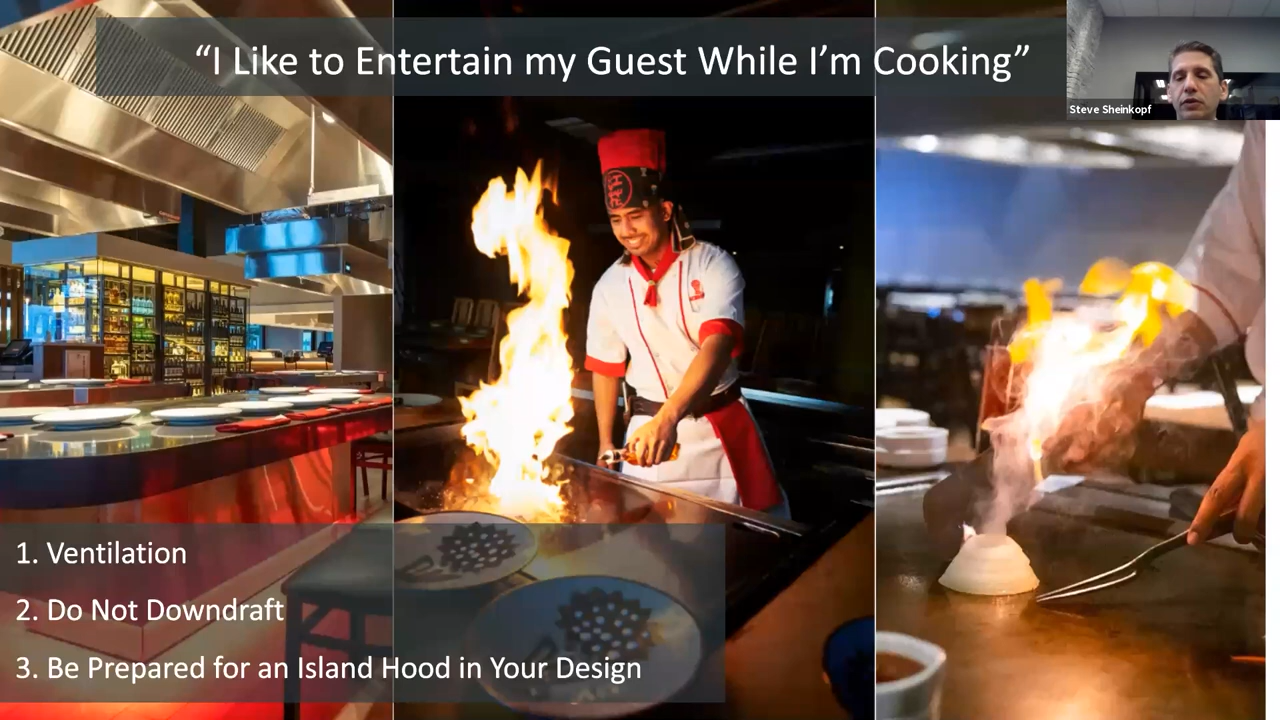 “I Like to Entertain my Guest While I’m Cooking”
Steve Sheinkopf
1. Ventilation
2. Do Not Downdraft
3. Be Prepared for an Island Hood in Your Design